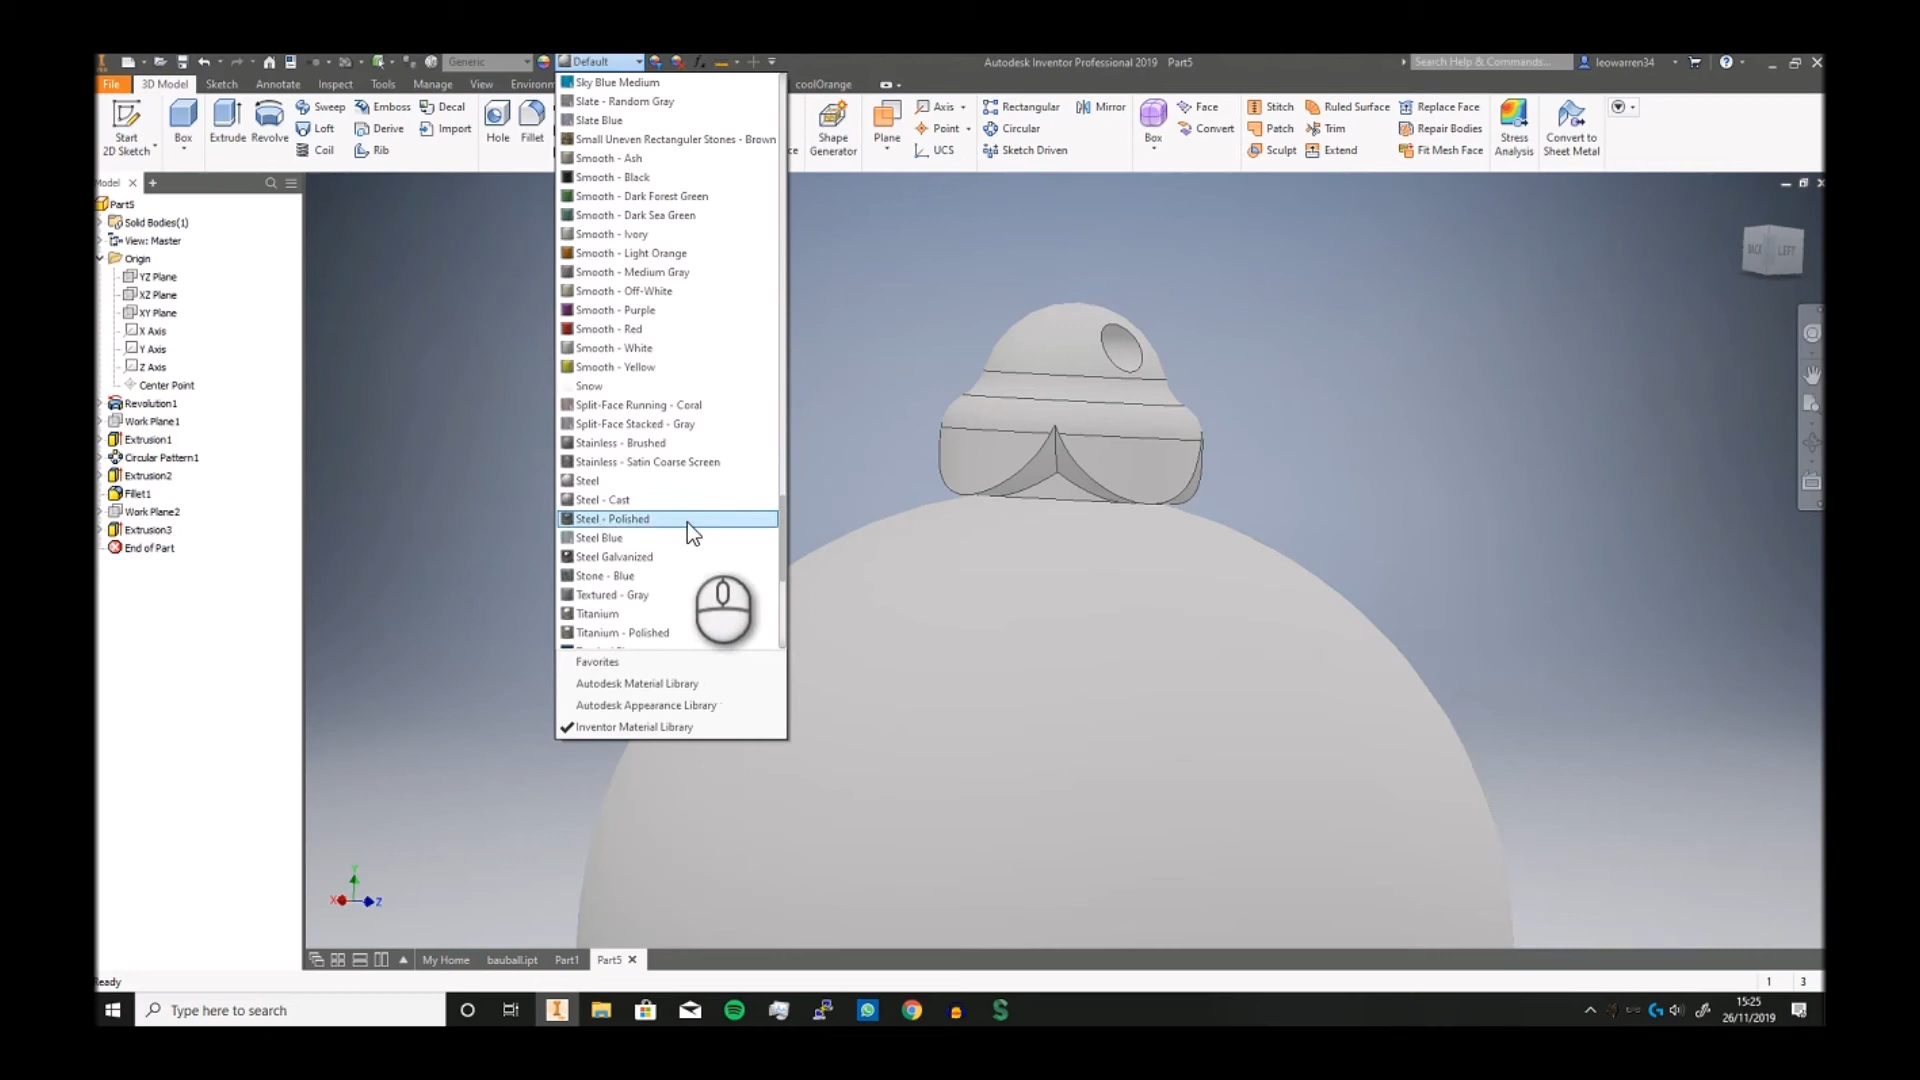 Generic
Default
Autodesk Inventor Professional 2019 Part5
Search Help & Commands...
leowarren34
File
3D Model
Sketch
Annotate
Inspect
Tools
Manage
View
Environ
coolOrange
Start
2D Sketch
Box
Extrude
Revolve
Sweep
Loft
Coil
Emboss
Derive
Rib
Decal
Import
Hole
Fillet
Shape
Generator
Plane
Axis
Point
UCS
Rectangular
Circular
Sketch Driven
Mirror
Box
Face
Convert
Stitch
Patch
Sculpt
Ruled Surface
Trim
Extend
Replace Face
Repair Bodies
Fit Mesh Face
Stress
Analysis
Convert to
Sheet Metal
Model
Part5
Solid Bodies(1)
View: Master
Origin
YZ Plane
XZ Plane
XY Plane
X Axis
Y Axis
Z Axis
Center Point
Revolution1
Work Plane1
Extrusion1
Circular Pattern1
Extrusion2
Fillet1
Work Plane2
Extrusion3
End of Part
Sky Blue Medium
Slate - Random Gray
Slate Blue
Small Uneven Rectanguler Stones - Brown
Smooth - Ash
Smooth - Black
Smooth - Dark Forest Green
Smooth - Dark Sea Green
Smooth - Ivory
Smooth - Light Orange
Smooth - Medium Gray
Smooth - Off-White
Smooth - Purple
Smooth - Red
Smooth - White
Smooth - Yellow
Snow
Split-Face Running - Coral
Split-Face Stacked - Gray
Stainless - Brushed
Stainless - Satin Coarse Screen
Steel
Steel - Cast
Steel - Polished
Steel Blue
Steel Galvanized
Stone - Blue
Textured - Gray
Titanium
Titanium - Polished
Favorites
Autodesk Material Library
Autodesk Appearance Library
Inventor Material Library
BACK
LEFT
Y
X
Z
My Home
bauball.ipt
Part1
Part5
Ready
1
3
Type here to search
15:25
26/11/2019